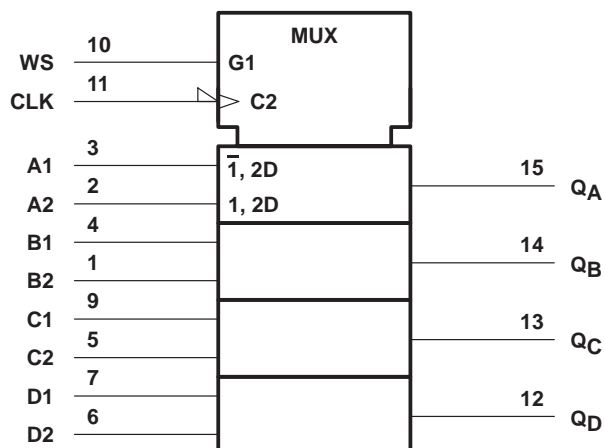 MUX
WS 10 G1
CLK 11 C2
A1 3 1̅, 2D 15 QA
A2 2 1, 2D
B1 4 14 QB
B2 1
C1 9 13 QC
C2 5
D1 7 12 QD
D2 6